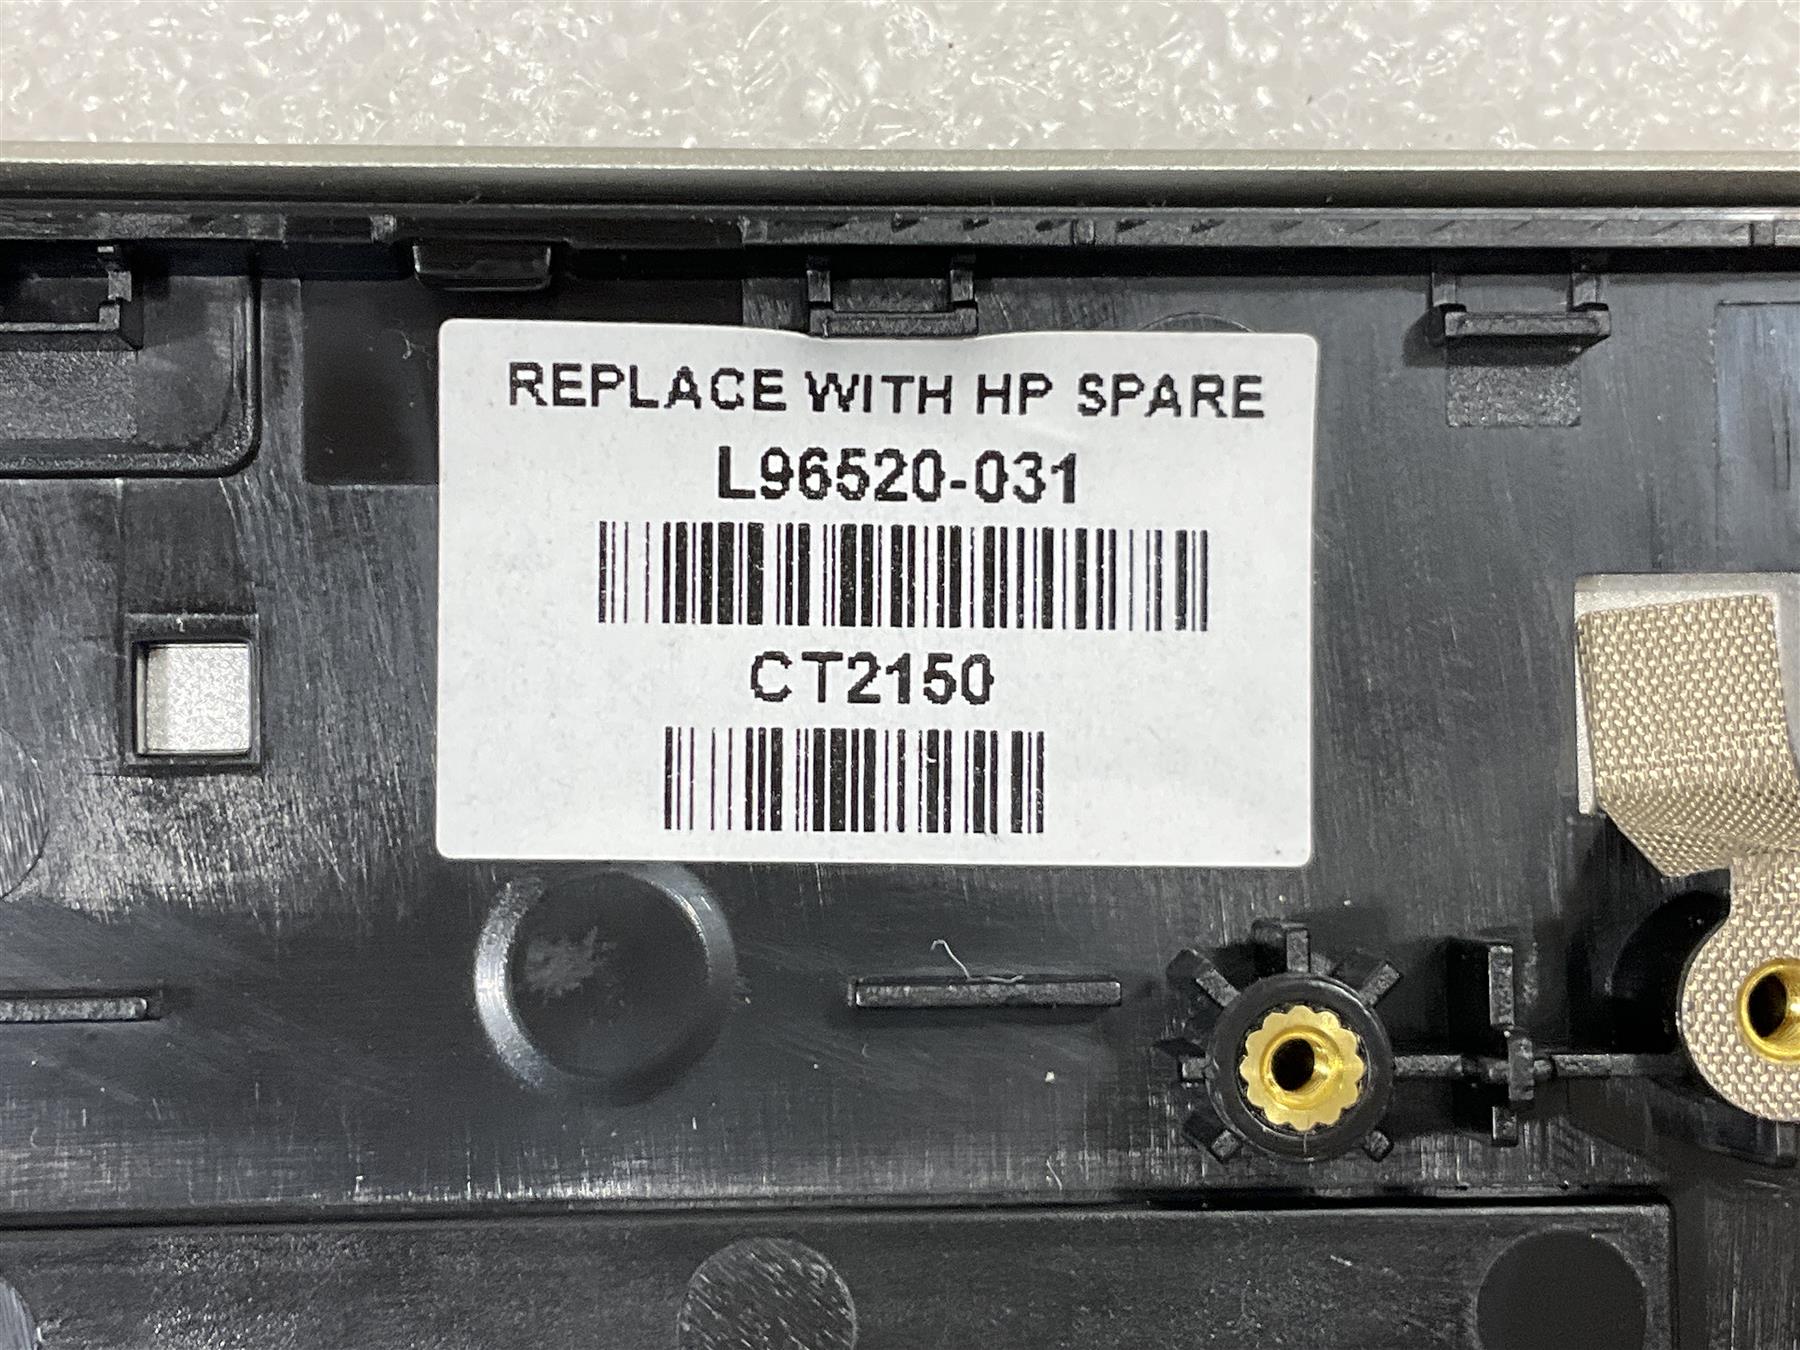 REPLACE WITH HP SPARE
L96520-031
CT2150